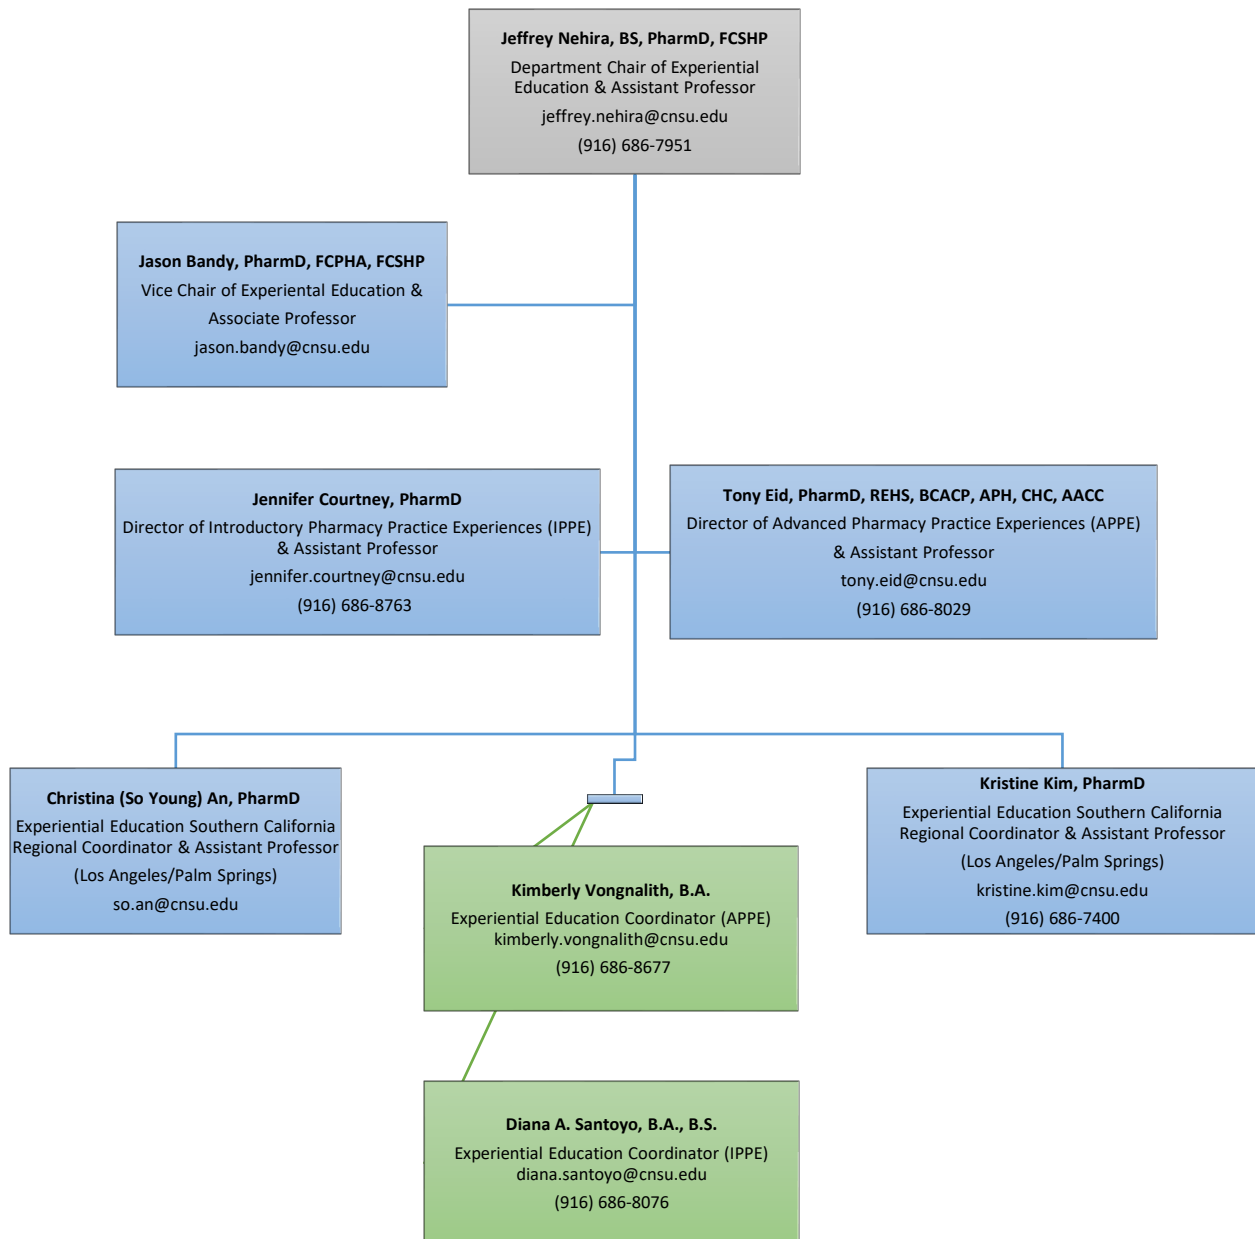 Jeffrey Nehira, BS, PharmD, FCSHP
Department Chair of Experiential
Education & Assistant Professor
jeffrey.nehira@cnsu.edu
(916) 686-7951
Jason Bandy, PharmD, FCPHA, FCSHP
Vice Chair of Experiental Education &
Associate Professor
jason.bandy@cnsu.edu
Jennifer Courtney, PharmD
Director of Introductory Pharmacy Practice Experiences (IPPE)
& Assistant Professor
jennifer.courtney@cnsu.edu
(916) 686-8763
Tony Eid, PharmD, REHS, BCACP, APH, CHC, AACC
Director of Advanced Pharmacy Practice Experiences (APPE)
& Assistant Professor
tony.eid@cnsu.edu
(916) 686-8029
Christina (So Young) An, PharmD
Experiential Education Southern California
Regional Coordinator & Assistant Professor
(Los Angeles/Palm Springs)
so.an@cnsu.edu
Kimberly Vongnalith, B.A.
Experiential Education Coordinator (APPE)
kimberly.vongnalith@cnsu.edu
(916) 686-8677
Kristine Kim, PharmD
Experiential Education Southern California
Regional Coordinator & Assistant Professor
(Los Angeles/Palm Springs)
kristine.kim@cnsu.edu
(916) 686-7400
Diana A. Santoyo, B.A., B.S.
Experiential Education Coordinator (IPPE)
diana.santoyo@cnsu.edu
(916) 686-8076